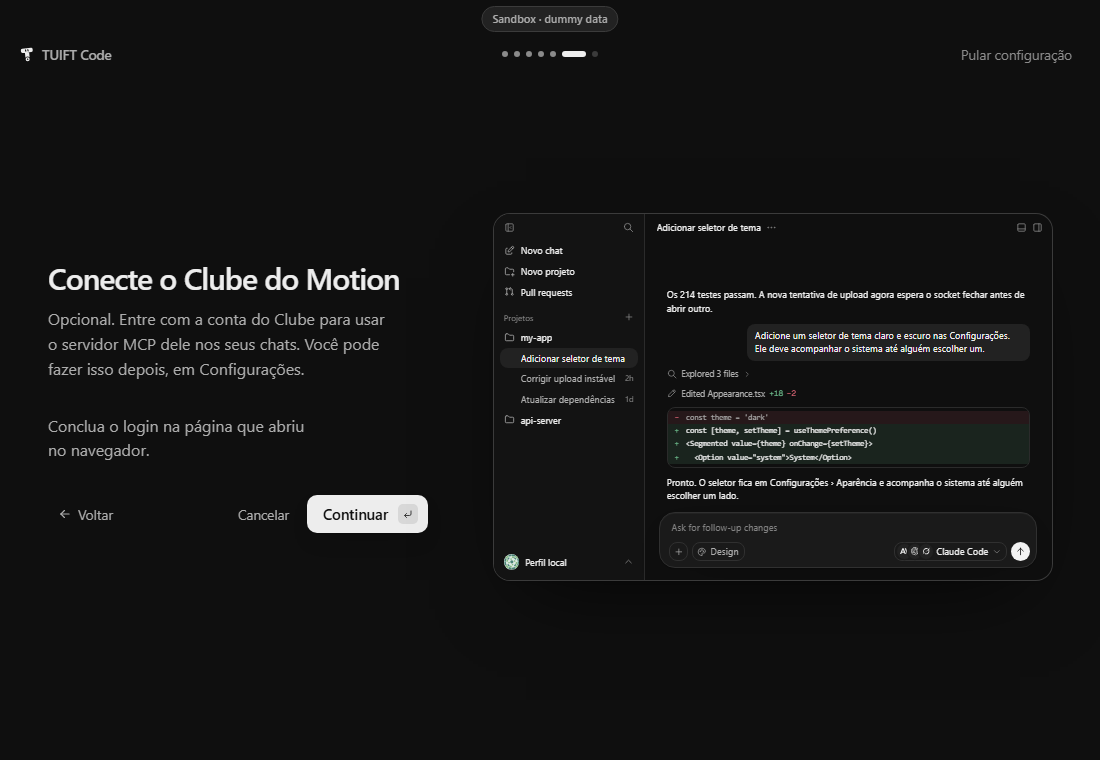 Sandbox · dummy data
TUIFT Code
Pular configuração
Conecte o Clube do Motion
Opcional. Entre com a conta do Clube para usar
o servidor MCP dele nos seus chats. Você pode
fazer isso depois, em Configurações.
Conclua o login na página que abriu
no navegador.
Voltar
Cancelar
Continuar
Novo chat
Novo projeto
Pull requests
Projetos
my-app
Adicionar seletor de tema
Corrigir upload instável 2h
Atualizar dependências 1d
api-server
Perfil local
Adicionar seletor de tema ···
Os 214 testes passam. A nova tentativa de upload agora espera o socket fechar antes de
abrir outro.
Adicione um seletor de tema claro e escuro nas Configurações.
Ele deve acompanhar o sistema até alguém escolher um.
Explored 3 files
Edited Appearance.tsx +18 -2
- const theme = 'dark'
+ const [theme, setTheme] = useThemePreference()
+ <Segmented value={theme} onChange={setTheme}>
+ <Option value="system">System</Option>
Pronto. O seletor fica em Configurações › Aparência e acompanha o sistema até alguém
escolher um lado.
Ask for follow-up changes
Design
Claude Code